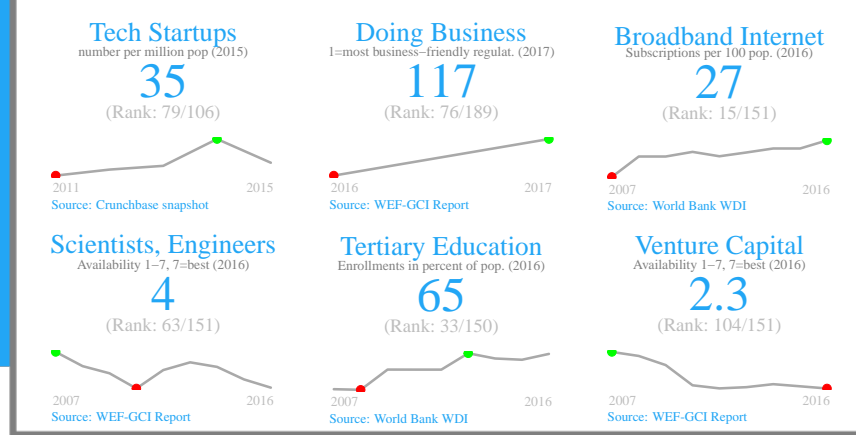 Tech Startups
number per million pop (2015)
35
(Rank: 79/106)
2011 2015
Source: Crunchbase snapshot
Doing Business
1=most business−friendly regulat. (2017)
117
(Rank: 76/189)
2016 2017
Source: WEF-GCI Report
Broadband Internet
Subscriptions per 100 pop. (2016)
27
(Rank: 15/151)
2007 2016
Source: World Bank WDI
Scientists, Engineers
Availability 1−7, 7=best (2016)
4
(Rank: 63/151)
2007 2016
Source: WEF-GCI Report
Tertiary Education
Enrollments in percent of pop. (2016)
65
(Rank: 33/150)
2007 2016
Source: World Bank WDI
Venture Capital
Availability 1−7, 7=best (2016)
2.3
(Rank: 104/151)
2007 2016
Source: WEF-GCI Report